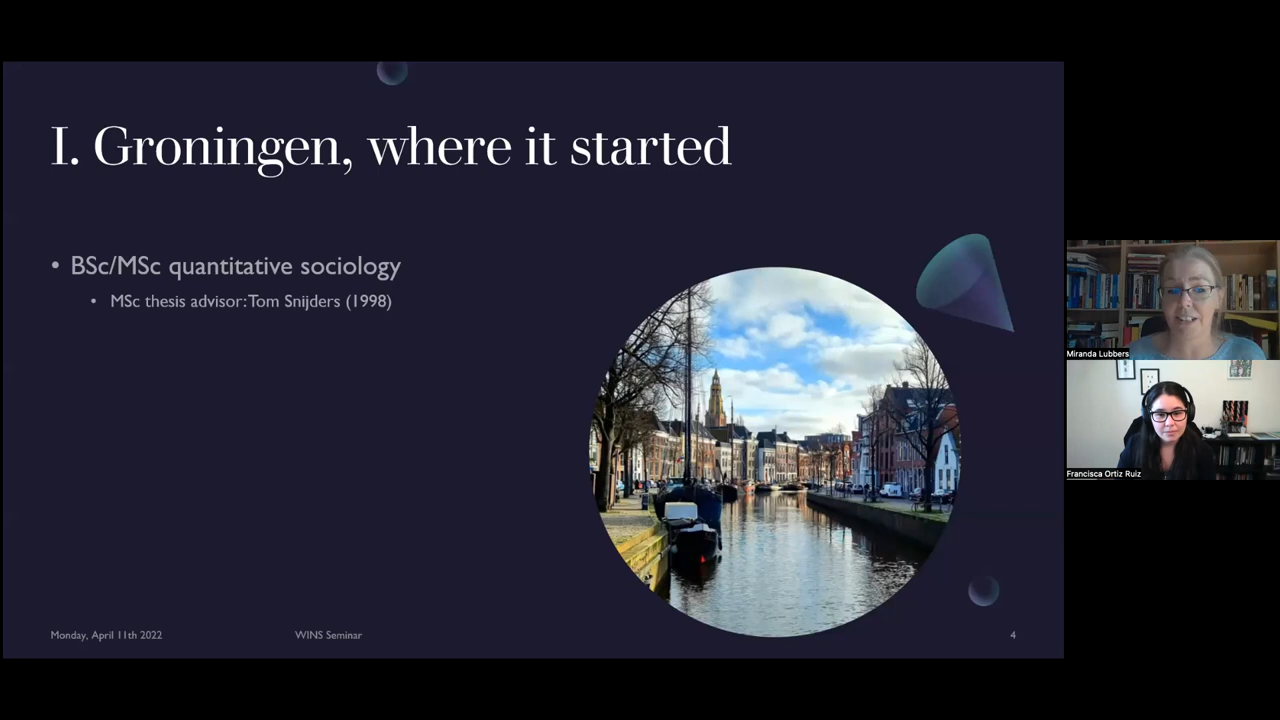 I. Groningen, where it started
• BSc/MSc quantitative sociology
• MSc thesis advisor: Tom Snijders (1998)
Monday, April 11th 2022
WINS Seminar
4
Miranda Lubbers
Francisca Ortiz Ruiz